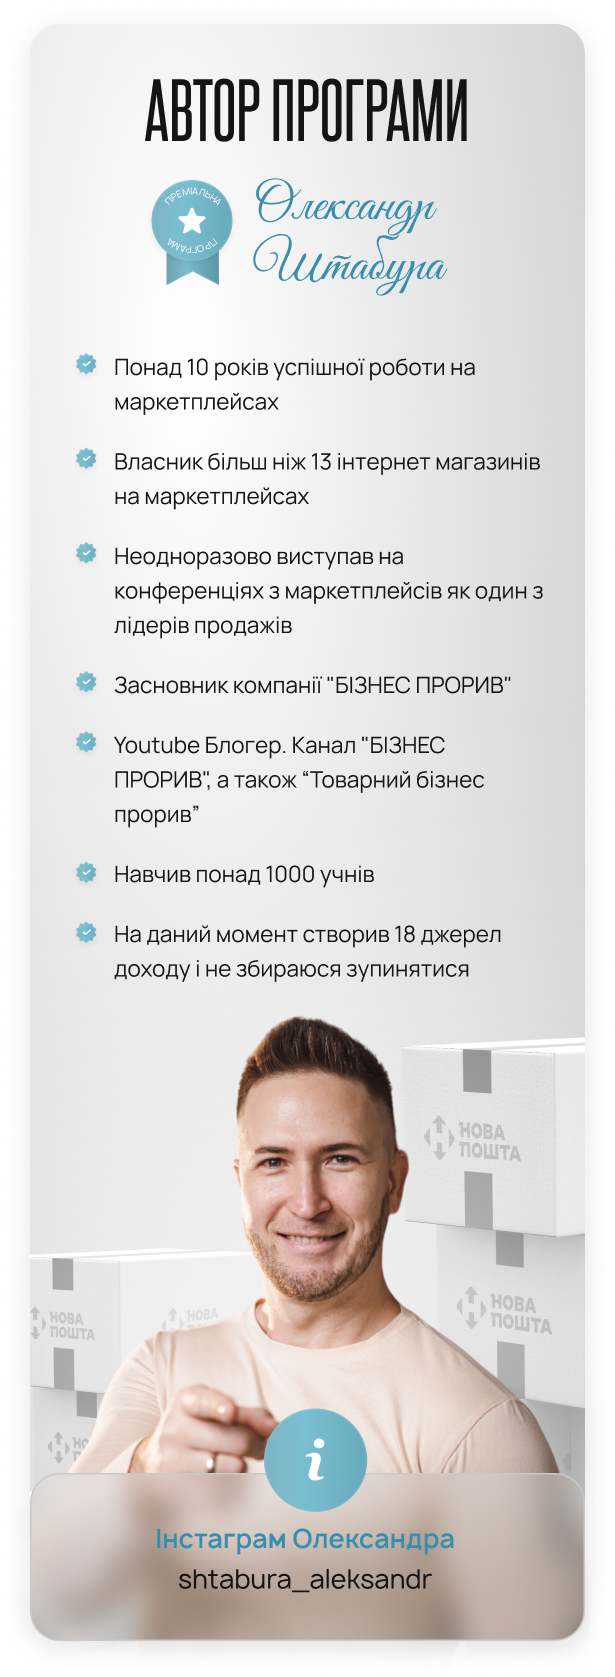 АВТОР ПРОГРАМИ
ПРЕМІАЛЬНА
ПРОГРАМА
Олександр
Штабура
Понад 10 років успішної роботи на
маркетплейсах
Власник більш ніж 13 інтернет магазинів
на маркетплейсах
Неодноразово виступав на
конференціях з маркетплейсів як один з
лідерів продажів
Засновник компанії "БІЗНЕС ПРОРИВ"
Youtube Блогер. Канал "БІЗНЕС
ПРОРИВ", а також “Товарний бізнес
прорив”
Навчив понад 1000 учнів
На даний момент створив 18 джерел
доходу і не збираюся зупинятися
НОВА
ПОШТА
НОВА
ПОШТА
НОВА
ПОШТА
НОВА
i
Інстаграм Олександра
shtabura_aleksandr